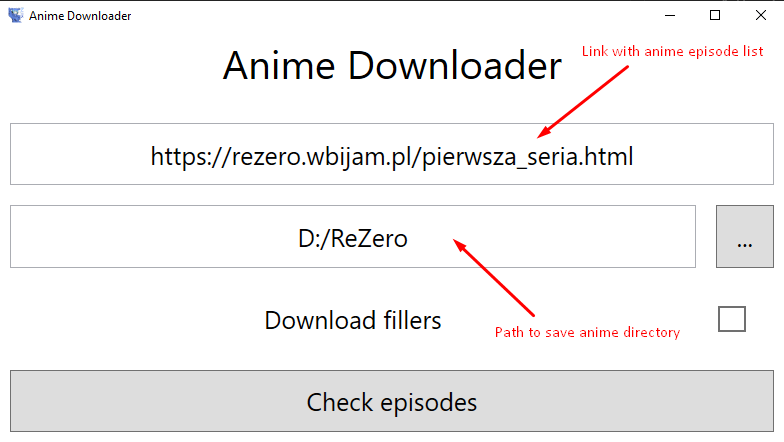 Anime Downloader
Anime Downloader
Link with anime episode list
https://rezero.wbijam.pl/pierwsza_seria.html
D:/ReZero
...
Download fillers
Path to save anime directory
Check episodes